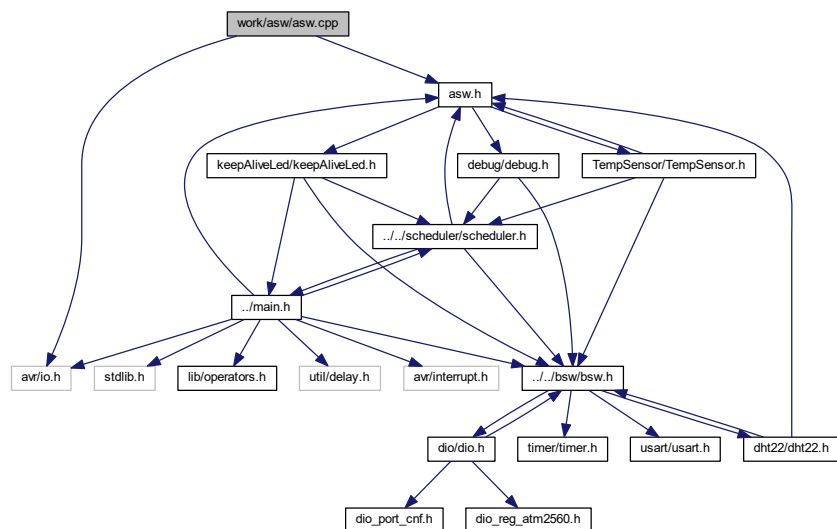 work/asw/asw.cpp
asw.h
keepAliveLed/keepAliveLed.h
debug/debug.h
TempSensor/TempSensor.h
../../scheduler/scheduler.h
../main.h
avr/io.h
stdlib.h
lib/operators.h
util/delay.h
avr/interrupt.h
../../bsw/bsw.h
dio/dio.h
timer/timer.h
usart/usart.h
dht22/dht22.h
dio_port_cnf.h
dio_reg_atm2560.h